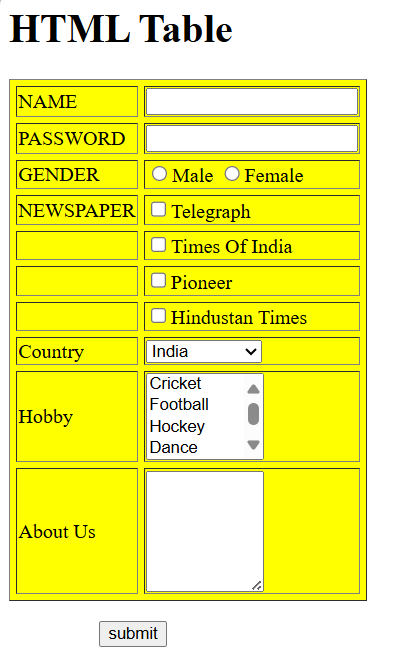 HTML Table
NAME
PASSWORD
GENDER Male Female
NEWSPAPER Telegraph
Times Of India
Pioneer
Hindustan Times
Country India
Cricket
Football
Hobby
Hockey
Dance
About Us
submit